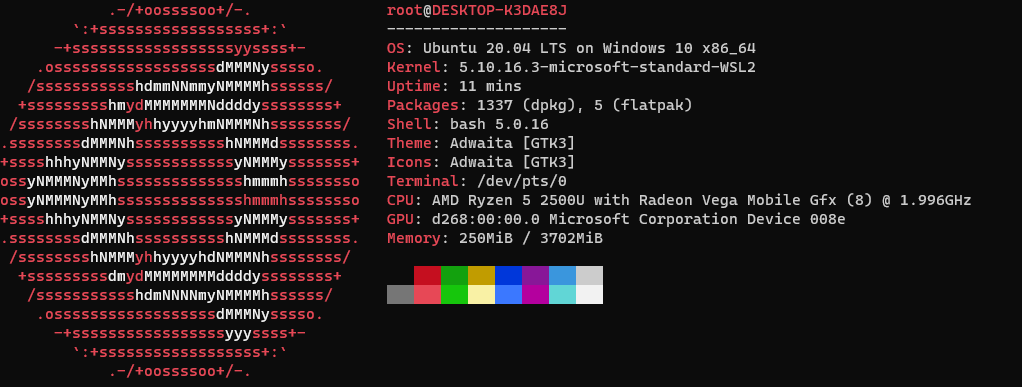 .-/+oossssoo+/-.               root@DESKTOP-K3DAE8J
        `:+ssssssssssssssssss+:`           --------------------
      -+ssssssssssssssssssyyssss+-         OS: Ubuntu 20.04 LTS on Windows 10 x86_64
    .ossssssssssssssssssdMMMNysssso.       Kernel: 5.10.16.3-microsoft-standard-WSL2
   /ssssssssssshdmmNNmmyNMMMMhssssss/      Uptime: 11 mins
  +ssssssssshmydMMMMMMMNddddyssssssss+     Packages: 1337 (dpkg), 5 (flatpak)
 /sssssssshNMMMyhhyyyyhmNMMMNhssssssss/    Shell: bash 5.0.16
.ssssssssdMMMNhsssssssssshNMMMdssssssss.   Theme: Adwaita [GTK3]
+sssshhhyNMMNyssssssssssssyNMMMysssssss+   Icons: Adwaita [GTK3]
ossyNMMMNyMMhsssssssssssssshmmmhssssssso   Terminal: /dev/pts/0
ossyNMMMNyMMhsssssssssssssshmmmhssssssso   CPU: AMD Ryzen 5 2500U with Radeon Vega Mobile Gfx (8) @ 1.996GHz
+sssshhhyNMMNyssssssssssssyNMMMysssssss+   GPU: d268:00:00.0 Microsoft Corporation Device 008e
.ssssssssdMMMNhsssssssssshNMMMdssssssss.   Memory: 250MiB / 3702MiB
 /sssssssshNMMMyhhyyyyhdNMMMNhssssssss/
  +sssssssssdmydMMMMMMMMddddyssssssss+
   /ssssssssssshdmNNNNmyNMMMMhssssss/
    .ossssssssssssssssssdMMMNysssso.
      -+sssssssssssssssssyyyssss+-
        `:+ssssssssssssssssss+:`
            .-/+oossssoo+/-.